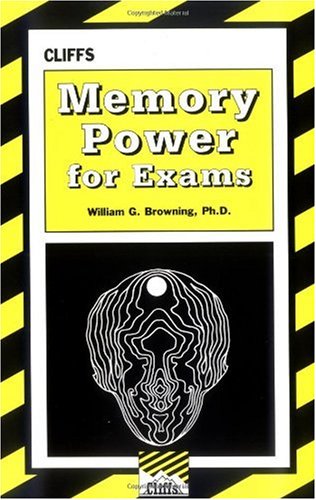 CLIFFS
Memory
Power
for Exams
William G. Browning, Ph.D.
Cliffs